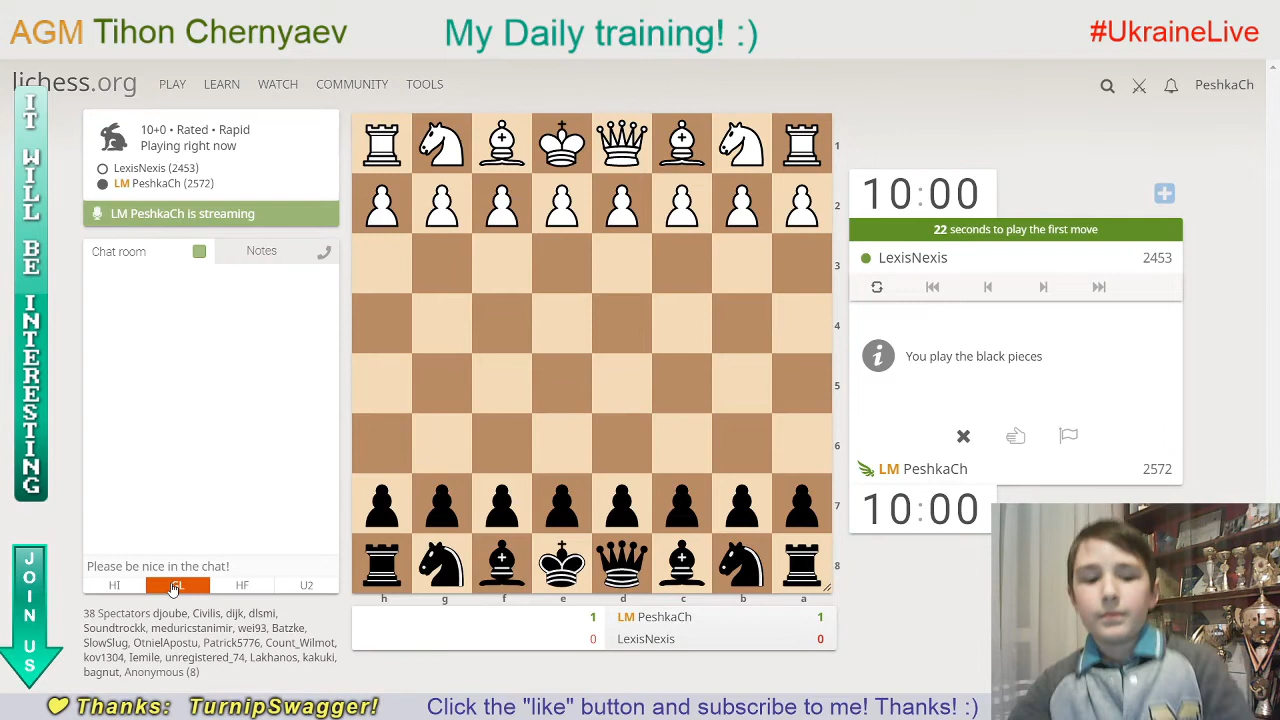 AGM Tihon Chernyaev
My Daily training! :)
#UkraineLive
lichess.org
PLAY
LEARN
WATCH
COMMUNITY
TOOLS
PeshkaCh
IT WILL BE INTERESTING
JOIN US
10+0 • Rated • Rapid
Playing right now
LexisNexis (2453)
LM PeshkaCh (2572)
LM PeshkaCh is streaming
Chat room
Notes
Please be nice in the chat!
HI
GL
HF
U2
38 Spectators djoube, Civilis, dijk, dlsmi,
Soundtrockk, meduricstanimir, wei93, Batzke,
SlowSlug, OtnielApostu, Patrick5776, Count_Wilmot,
kov1304, Iemile, unregistered_74, Lakhanos, kakuki,
bagnut, Anonymous (8)
1
2
3
4
5
6
7
8
h g f e d c b a
1 LM PeshkaCh 1
0 LexisNexis 0
10:00
22 seconds to play the first move
LexisNexis 2453
You play the black pieces
LM PeshkaCh 2572
10:00
Thanks: TurnipSwagger!
Click the "like" button and subscribe to me! Thanks! :)